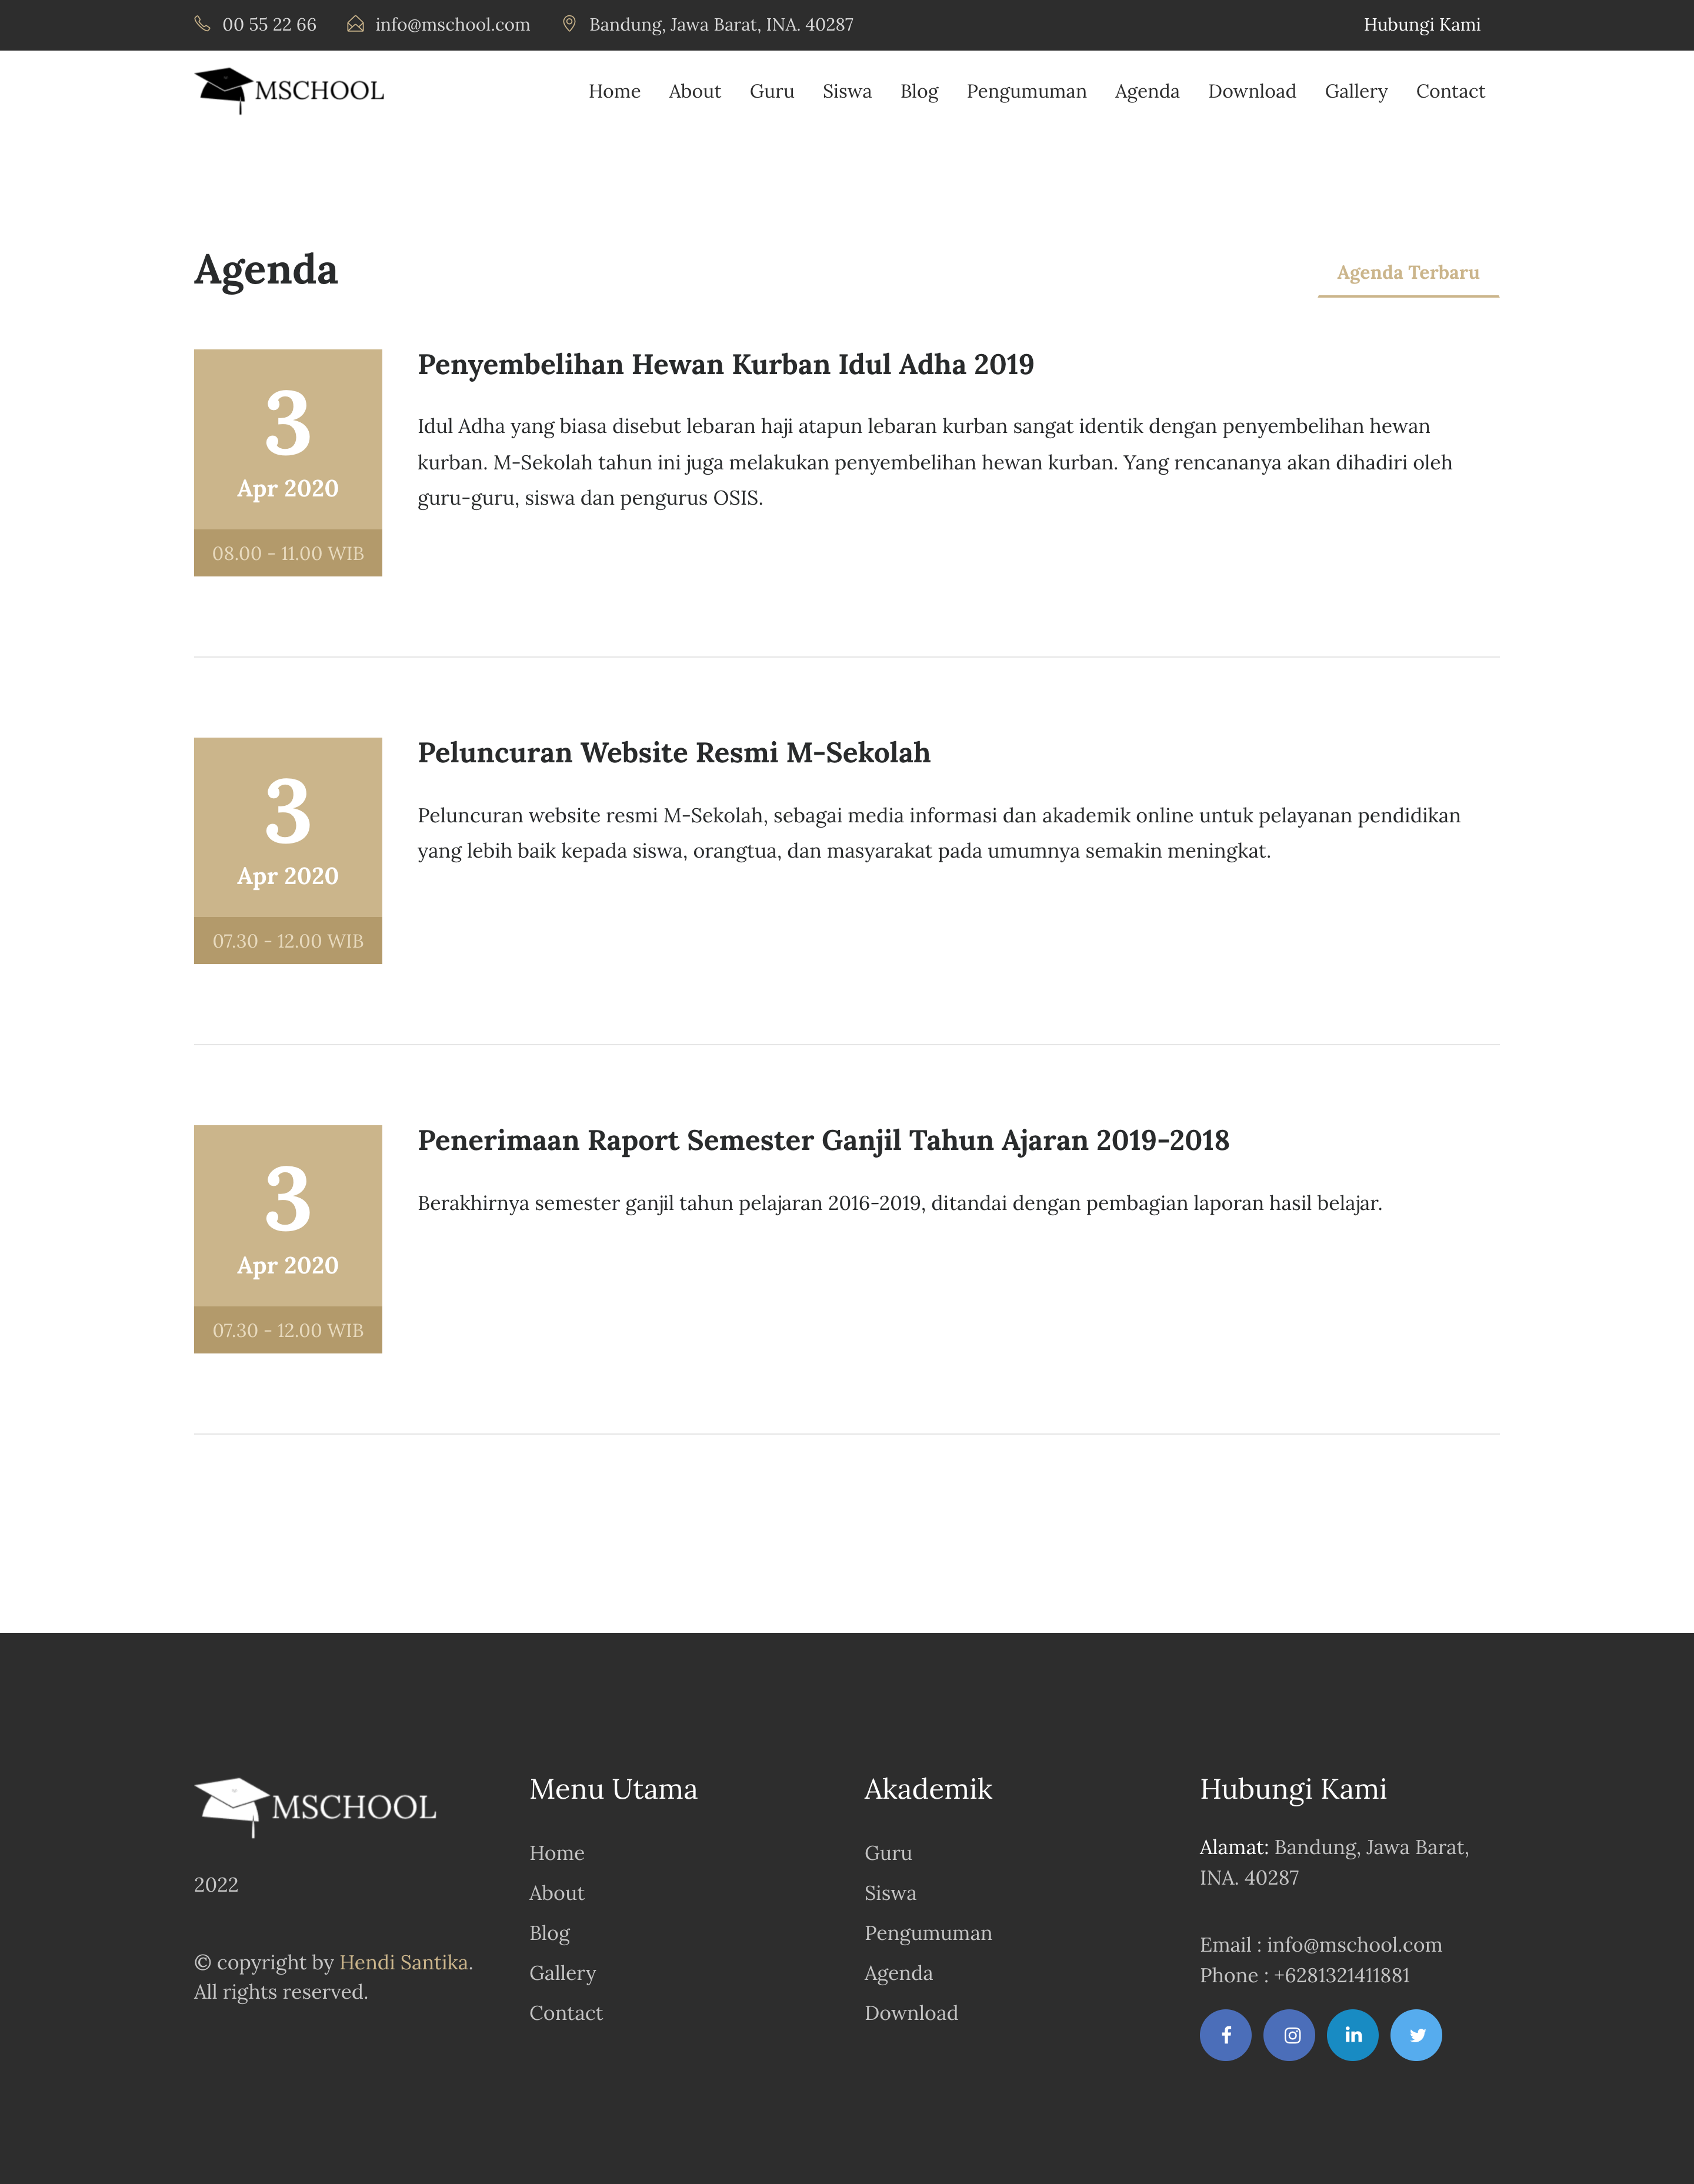 00 55 22 66 info@mschool.com Bandung, Jawa Barat, INA. 40287 Hubungi Kami
MSCHOOL Home About Guru Siswa Blog Pengumuman Agenda Download Gallery Contact
Agenda
Agenda Terbaru
3
Apr 2020
08.00 - 11.00 WIB
Penyembelihan Hewan Kurban Idul Adha 2019
Idul Adha yang biasa disebut lebaran haji atapun lebaran kurban sangat identik dengan penyembelihan hewan
kurban. M-Sekolah tahun ini juga melakukan penyembelihan hewan kurban. Yang rencananya akan dihadiri oleh
guru-guru, siswa dan pengurus OSIS.
3
Apr 2020
07.30 - 12.00 WIB
Peluncuran Website Resmi M-Sekolah
Peluncuran website resmi M-Sekolah, sebagai media informasi dan akademik online untuk pelayanan pendidikan
yang lebih baik kepada siswa, orangtua, dan masyarakat pada umumnya semakin meningkat.
3
Apr 2020
07.30 - 12.00 WIB
Penerimaan Raport Semester Ganjil Tahun Ajaran 2019-2018
Berakhirnya semester ganjil tahun pelajaran 2016-2019, ditandai dengan pembagian laporan hasil belajar.
MSCHOOL
2022
© copyright by Hendi Santika.
All rights reserved.
Menu Utama
Home
About
Blog
Gallery
Contact
Akademik
Guru
Siswa
Pengumuman
Agenda
Download
Hubungi Kami
Alamat: Bandung, Jawa Barat,
INA. 40287
Email : info@mschool.com
Phone : +6281321411881